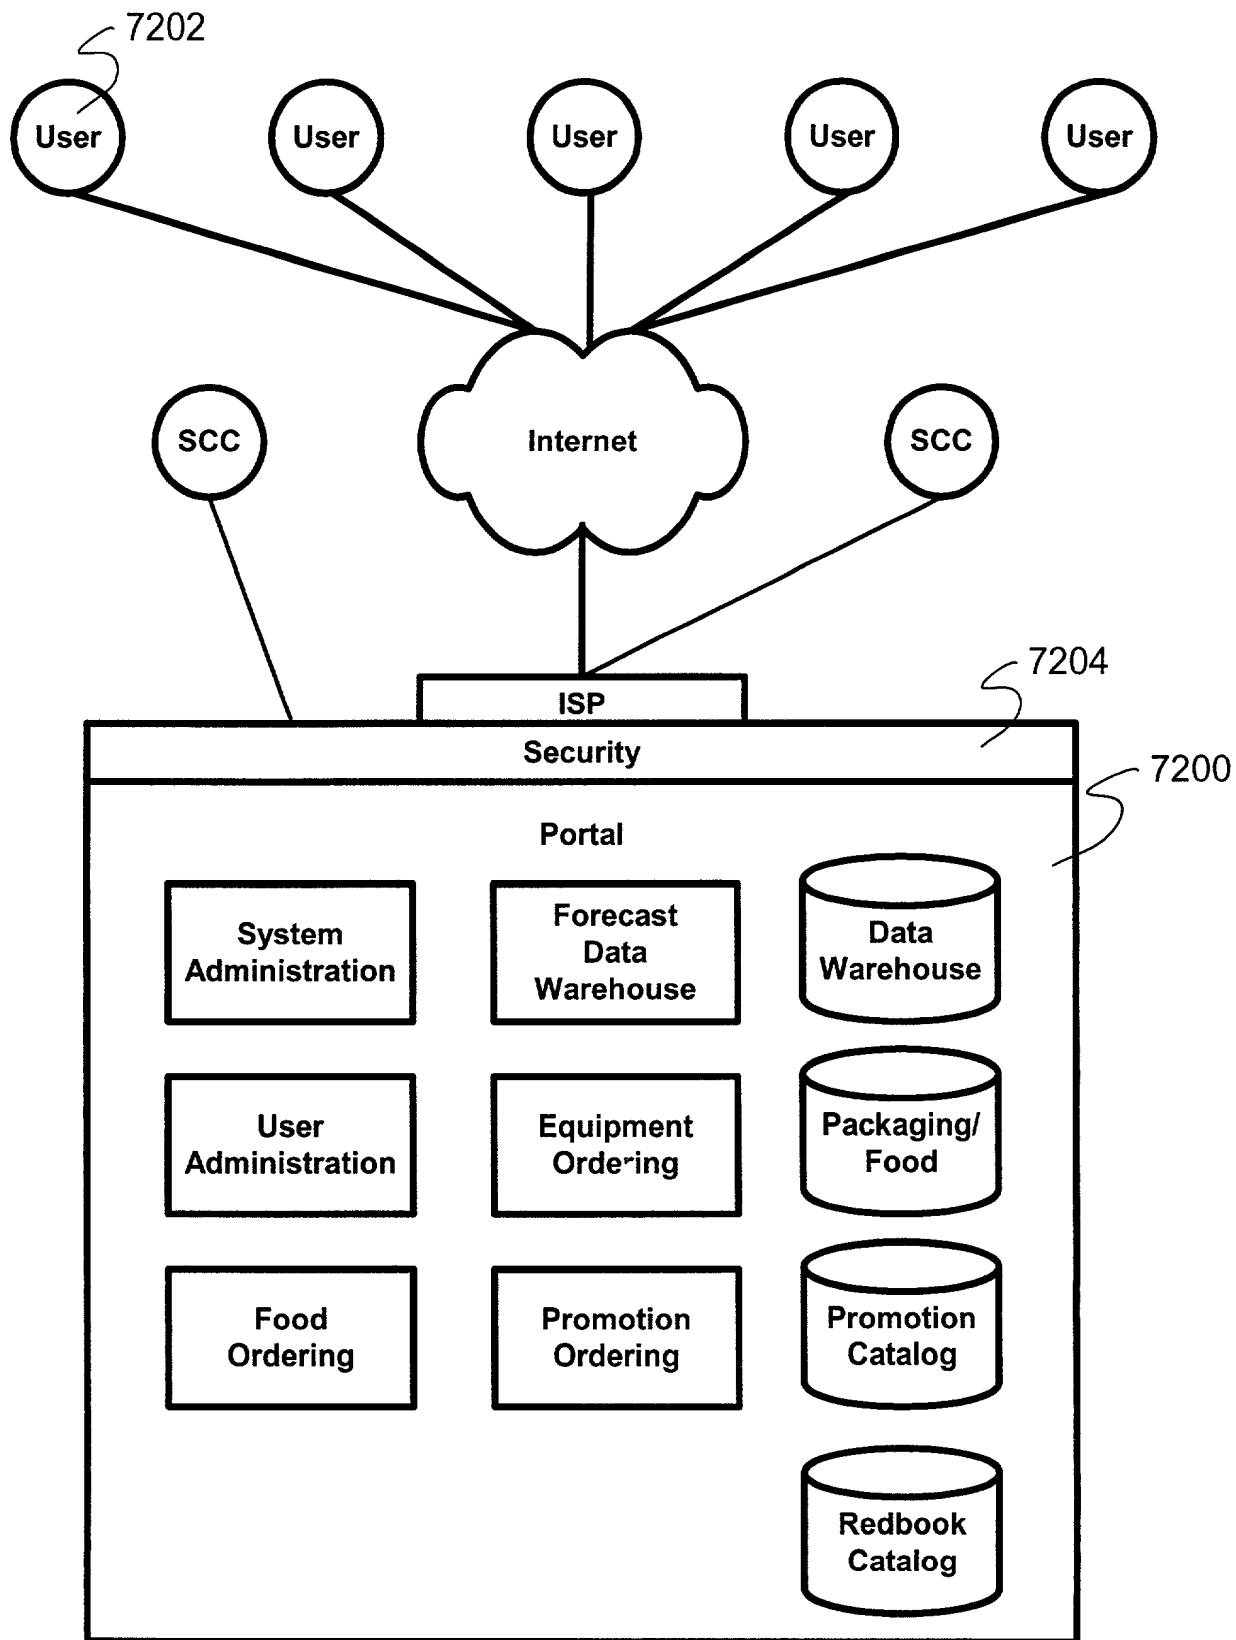 7202
User
User
User
User
User
SCC
Internet
SCC
7204
ISP
Security
7200
Portal
System
Administration
Forecast
Data
Warehouse
Data
Warehouse
User
Administration
Equipment
Ordering
Packaging/
Food
Food
Ordering
Promotion
Ordering
Promotion
Catalog
Redbook
Catalog